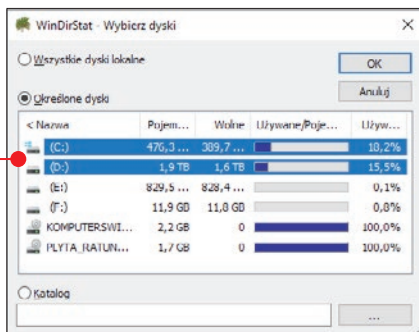 WinDirStat - Wybierz dyski
Wszystkie dyski lokalne
OK
Określone dyski
Anuluj
< Nazwa Pojem... Wolne Używane/Poje... Używ...
(C:) 476,3 ... 389,7 ... 18,2%
(D:) 1,9 TB 1,6 TB 15,5%
(E:) 829,5 ... 828,4 ... 0,1%
(F:) 11,9 GB 11,8 GB 0,8%
KOMPUTERSWI... 2,2 GB 0 100,0%
PLYTA_RATUN... 1,7 GB 0 100,0%
Katalog
...